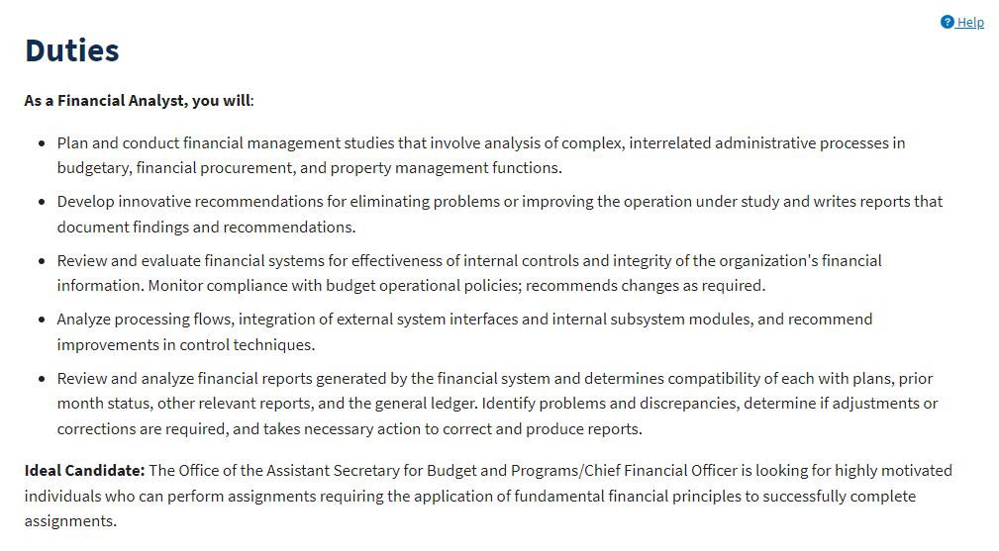 Help
Duties
As a Financial Analyst, you will:
• Plan and conduct financial management studies that involve analysis of complex, interrelated administrative processes in
budgetary, financial procurement, and property management functions.
• Develop innovative recommendations for eliminating problems or improving the operation under study and writes reports that
document findings and recommendations.
• Review and evaluate financial systems for effectiveness of internal controls and integrity of the organization's financial
information. Monitor compliance with budget operational policies; recommends changes as required.
• Analyze processing flows, integration of external system interfaces and internal subsystem modules, and recommend
improvements in control techniques.
• Review and analyze financial reports generated by the financial system and determines compatibility of each with plans, prior
month status, other relevant reports, and the general ledger. Identify problems and discrepancies, determine if adjustments or
corrections are required, and takes necessary action to correct and produce reports.
Ideal Candidate: The Office of the Assistant Secretary for Budget and Programs/Chief Financial Officer is looking for highly motivated
individuals who can perform assignments requiring the application of fundamental financial principles to successfully complete
assignments.